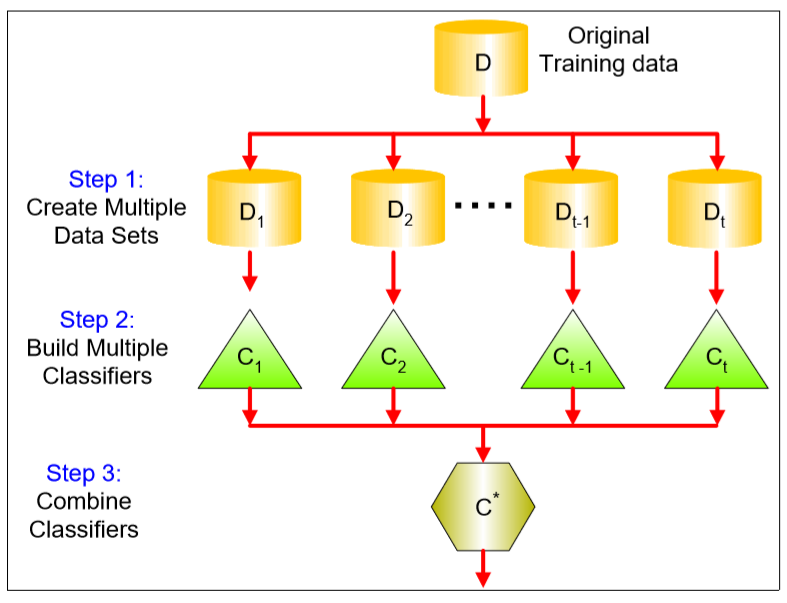 D
Original
Training data
Step 1:
Create Multiple
Data Sets
D1
D2
....
Dt-1
Dt
Step 2:
Build Multiple
Classifiers
C1
C2
Ct -1
Ct
Step 3:
Combine
Classifiers
C*